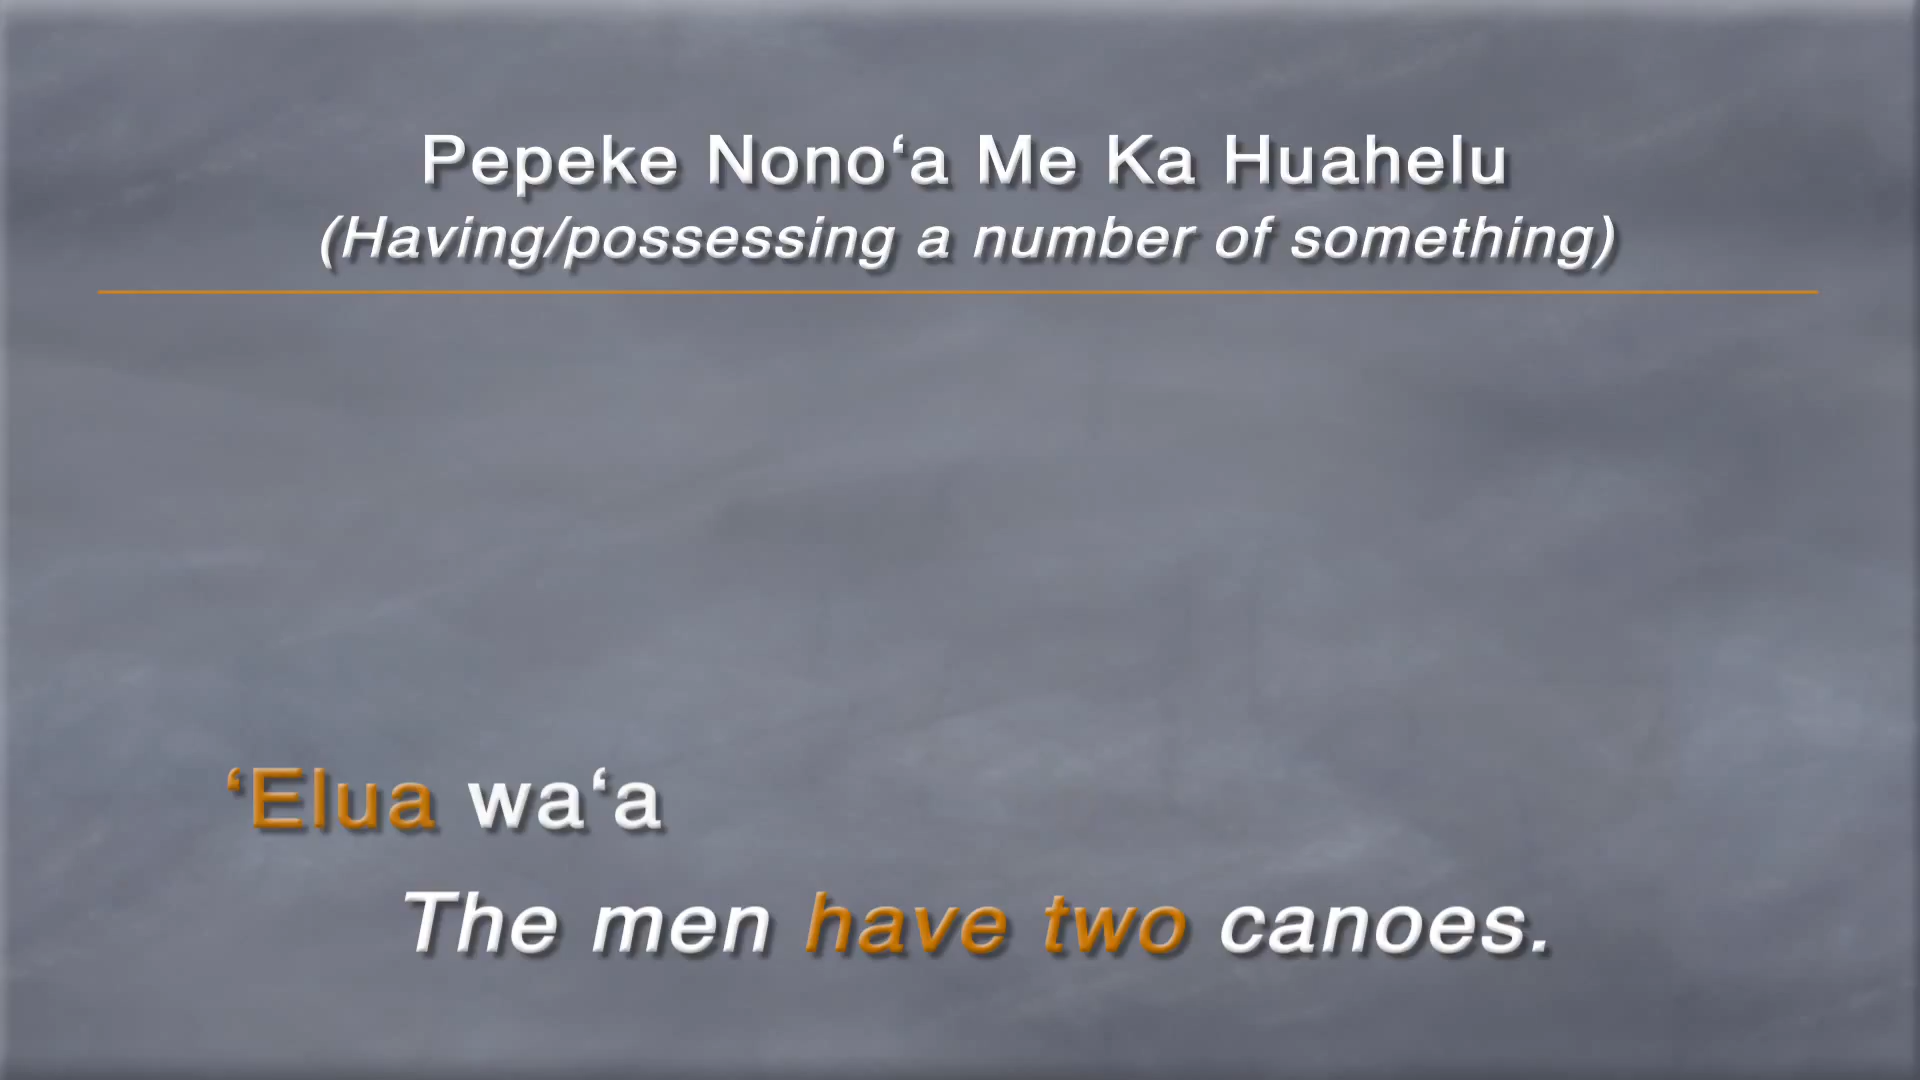 Pepeke Nonoʻa Me Ka Huahelu
(Having/possessing a number of something)
ʻElua waʻa
The men have two canoes.